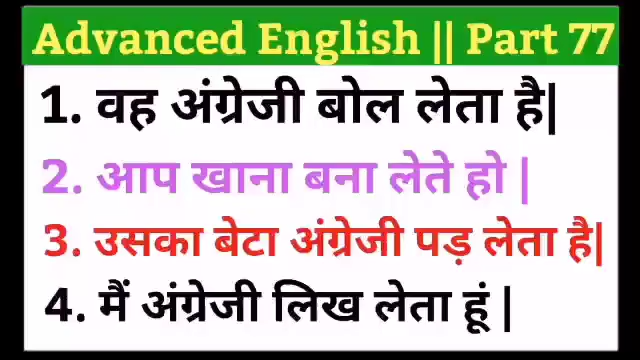 Advanced English || Part 77
1. वह अंग्रेजी बोल लेता है|
2. आप खाना बना लेते हो |
3. उसका बेटा अंग्रेजी पड़ लेता है|
4. मैं अंग्रेजी लिख लेता हूं |